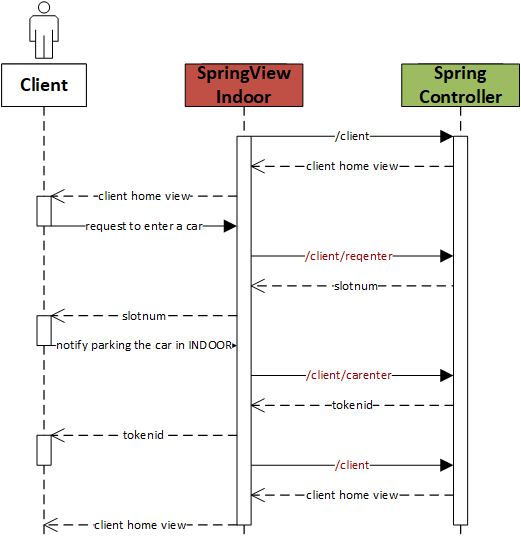 Client
SpringView
Indoor
Spring
Controller
/client
client home view
client home view
request to enter a car
/client/reqenter
slotnum
slotnum
notify parking the car in INDOOR
/client/carenter
tokenid
tokenid
/client
client home view
client home view